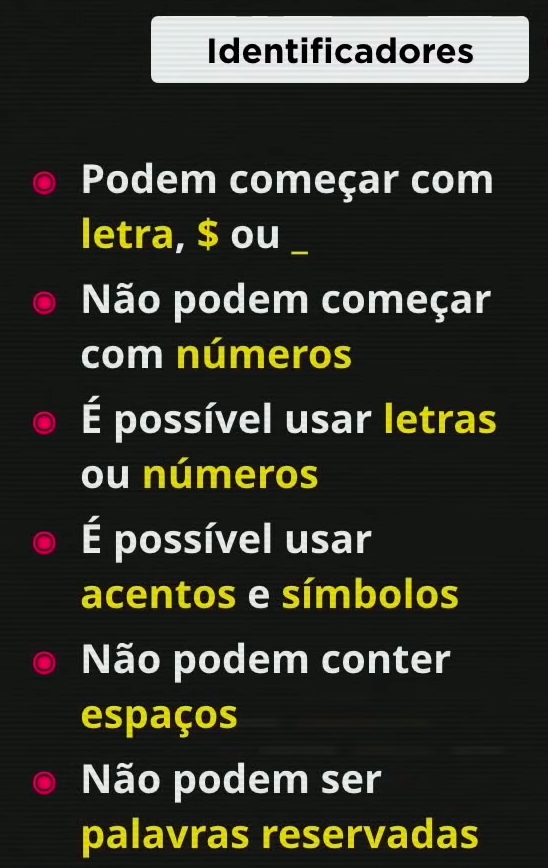 Identificadores
Podem começar com
letra, $ ou _
Não podem começar
com números
É possível usar letras
ou números
É possível usar
acentos e símbolos
Não podem conter
espaços
Não podem ser
palavras reservadas